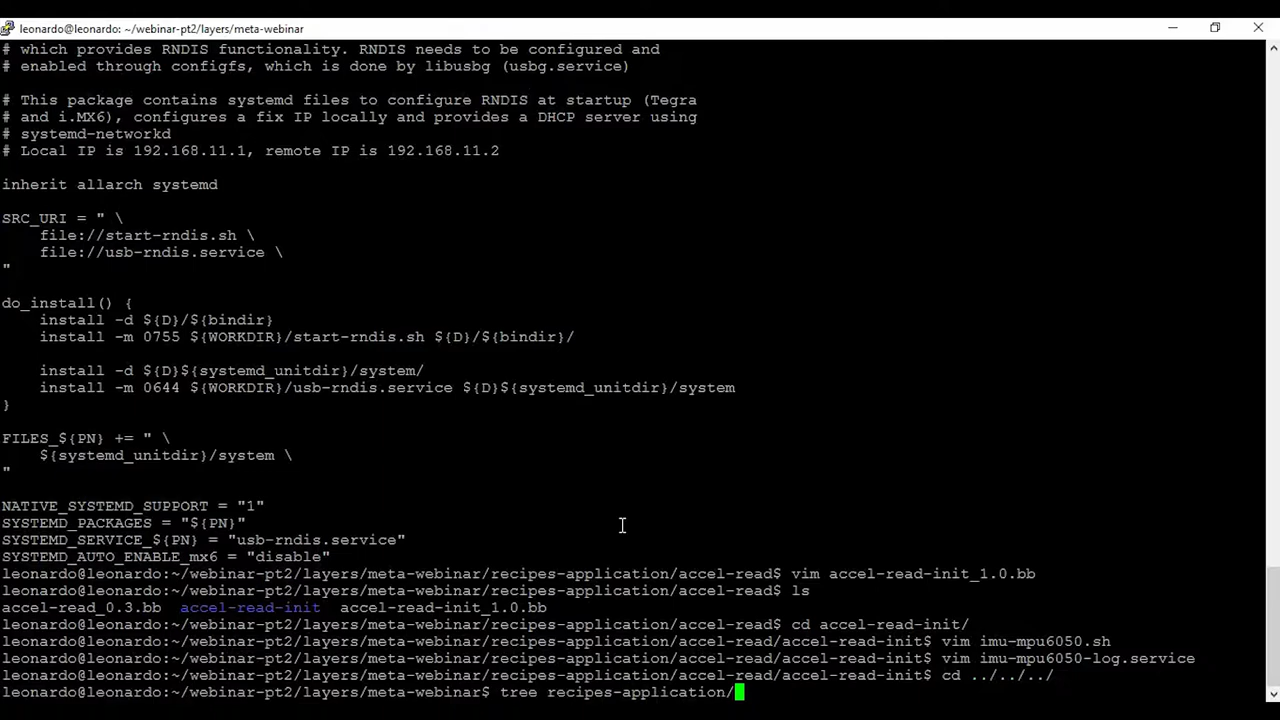 leonardo@leonardo: ~/webinar-pt2/layers/meta-webinar
# which provides RNDIS functionality. RNDIS needs to be configured and
# enabled through configfs, which is done by libusbg (usbg.service)
# This package contains systemd files to configure RNDIS at startup (Tegra
# and i.MX6), configures a fix IP locally and provides a DHCP server using
# systemd-networkd
# Local IP is 192.168.11.1, remote IP is 192.168.11.2
inherit allarch systemd
SRC_URI = " \
    file://start-rndis.sh \
    file://usb-rndis.service \
"
do_install() {
    install -d ${D}/${bindir}
    install -m 0755 ${WORKDIR}/start-rndis.sh ${D}/${bindir}/
    install -d ${D}${systemd_unitdir}/system/
    install -m 0644 ${WORKDIR}/usb-rndis.service ${D}${systemd_unitdir}/system
}
FILES_${PN} += " \
    ${systemd_unitdir}/system \
"
NATIVE_SYSTEMD_SUPPORT = "1"
SYSTEMD_PACKAGES = "${PN}"
SYSTEMD_SERVICE_${PN} = "usb-rndis.service"
SYSTEMD_AUTO_ENABLE_mx6 = "disable"
leonardo@leonardo:~/webinar-pt2/layers/meta-webinar/recipes-application/accel-read$ vim accel-read-init_1.0.bb
leonardo@leonardo:~/webinar-pt2/layers/meta-webinar/recipes-application/accel-read$ ls
accel-read_0.3.bb  accel-read-init  accel-read-init_1.0.bb
leonardo@leonardo:~/webinar-pt2/layers/meta-webinar/recipes-application/accel-read$ cd accel-read-init/
leonardo@leonardo:~/webinar-pt2/layers/meta-webinar/recipes-application/accel-read/accel-read-init$ vim imu-mpu6050.sh
leonardo@leonardo:~/webinar-pt2/layers/meta-webinar/recipes-application/accel-read/accel-read-init$ vim imu-mpu6050-log.service
leonardo@leonardo:~/webinar-pt2/layers/meta-webinar/recipes-application/accel-read/accel-read-init$ cd ../../../
leonardo@leonardo:~/webinar-pt2/layers/meta-webinar$ tree recipes-application/